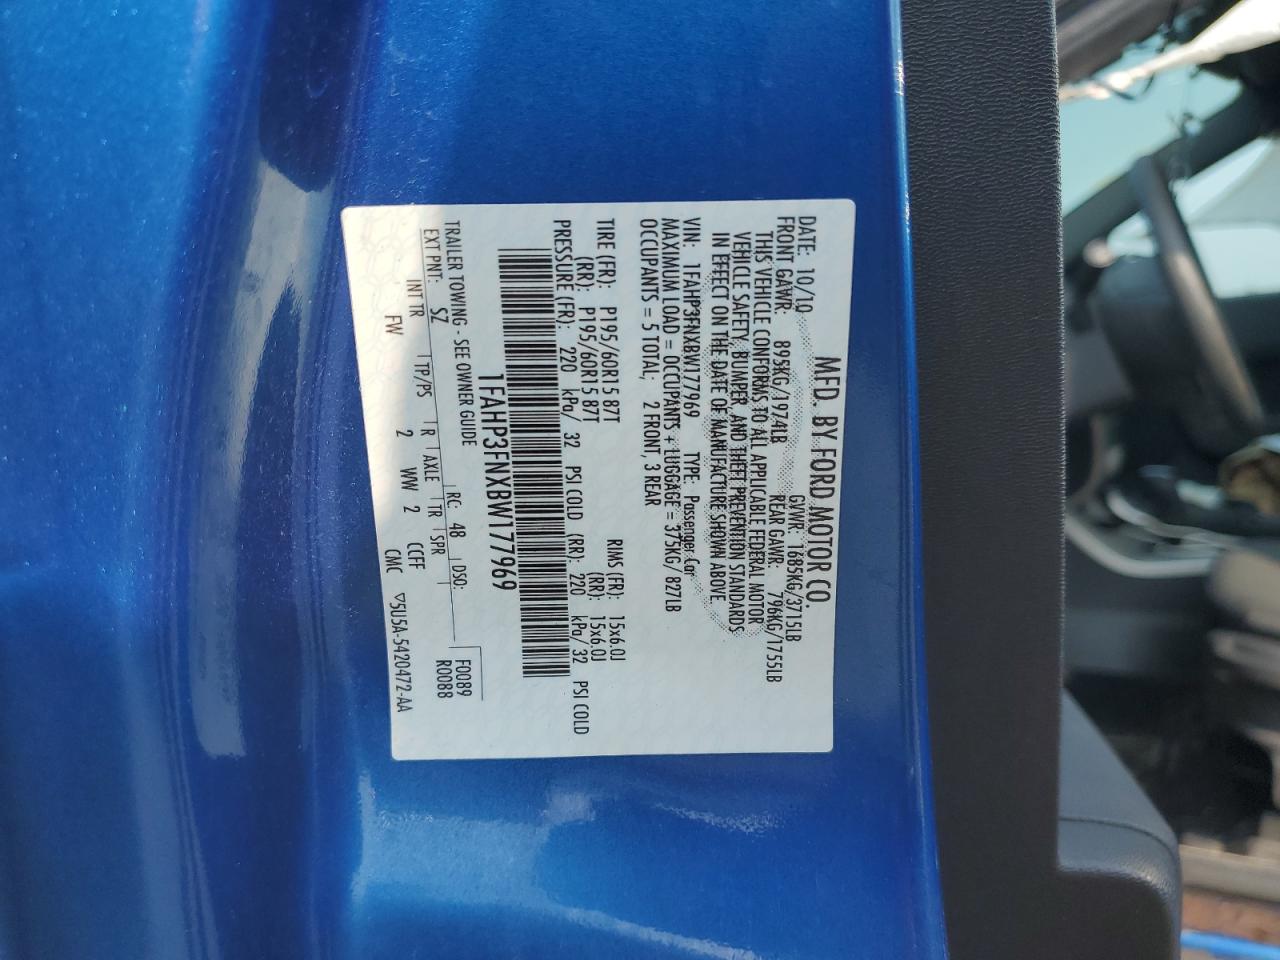 MFD. BY FORD MOTOR CO.
DATE: 10/10 GVWR: 1685KG/3715LB
FRONT GAWR: 895KG/1974LB REAR GAWR: 796KG/1755LB
THIS VEHICLE CONFORMS TO ALL APPLICABLE FEDERAL MOTOR
VEHICLE SAFETY, BUMPER, AND THEFT PREVENTION STANDARDS
IN EFFECT ON THE DATE OF MANUFACTURE SHOWN ABOVE.
VIN: 1FAHP3FNXBW177969 TYPE: Passenger Car
MAXIMUM LOAD = OCCUPANTS + LUGGAGE = 375KG/ 827LB
OCCUPANTS = 5 TOTAL: 2 FRONT, 3 REAR
TIRE (FR): P195/60R15 87T RIMS (FR): 15x6.0J
(RR): P195/60R15 87T (RR): 15x6.0J
PRESSURE (FR): 220 kPa/ 32 PSI COLD (RR): 220 kPa/ 32 PSI COLD
1FAHP3FNXBW177969
TRAILER TOWING - SEE OWNER GUIDE F0089
EXT PNT: SZ RC: 48 DSO: R0088
INT TR TP/PS R AXLE TR SPR
FW 2 WW 2 CCFF
CMC ▽5U5A-5420472-AA